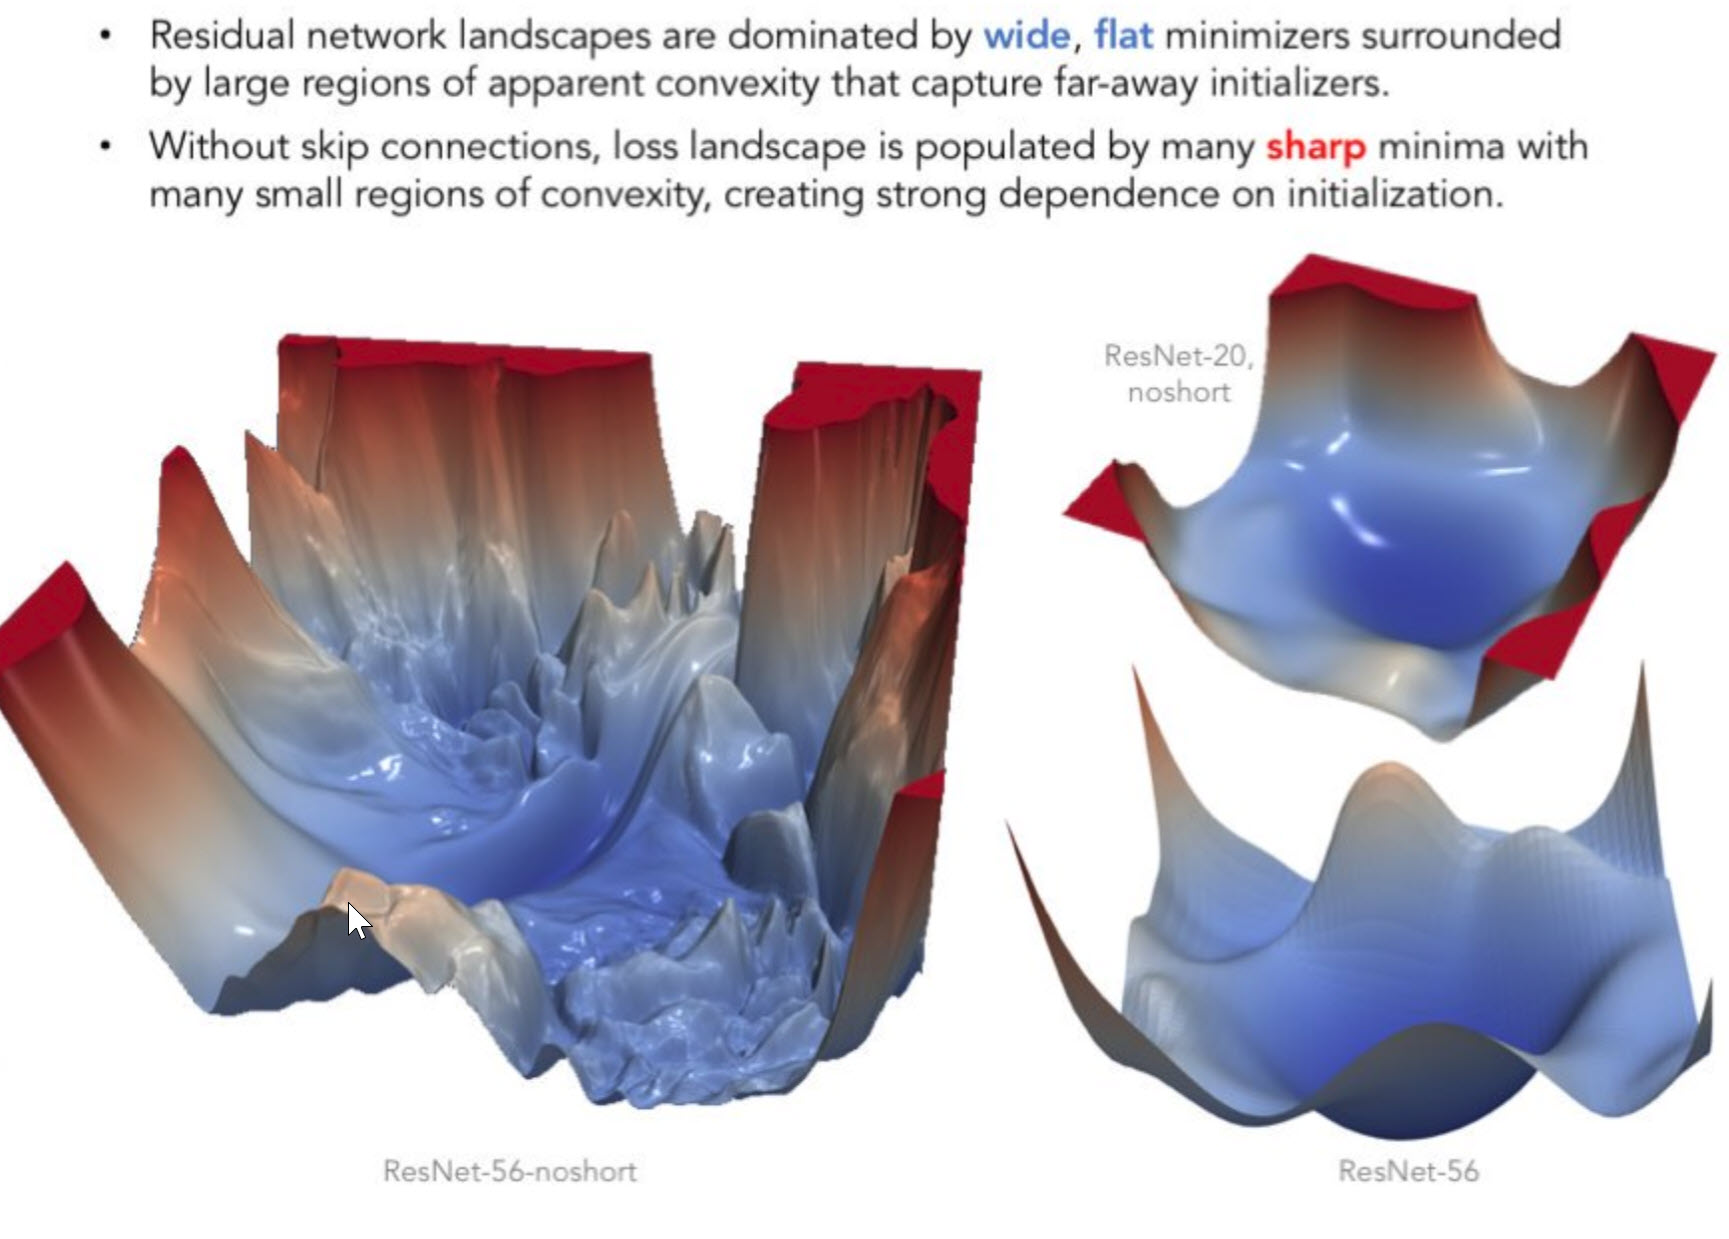 • Residual network landscapes are dominated by wide, flat minimizers surrounded
by large regions of apparent convexity that capture far-away initializers.
• Without skip connections, loss landscape is populated by many sharp minima with
many small regions of convexity, creating strong dependence on initialization.
ResNet-20,
noshort
ResNet-56-noshort
ResNet-56